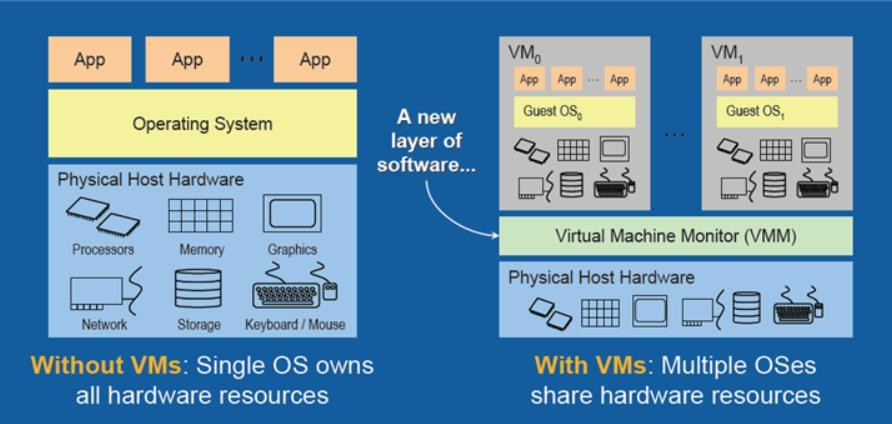 App App ... App
Operating System
Physical Host Hardware
Processors Memory Graphics
Network Storage Keyboard / Mouse
Without VMs: Single OS owns
all hardware resources
A new
layer of
software...
VM₀
App App ... App
Guest OS₀
...
VM₁
App App ... App
Guest OS₁
Virtual Machine Monitor (VMM)
Physical Host Hardware
With VMs: Multiple OSes
share hardware resources